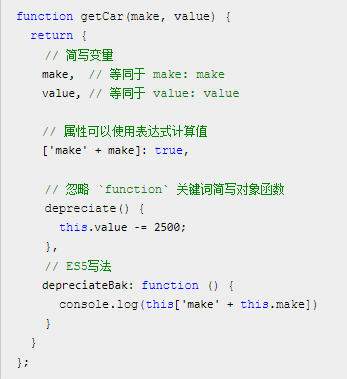 function getCar(make, value) {
  return {
    // 简写变量
    make,  // 等同于 make: make
    value, // 等同于 value: value

    // 属性可以使用表达式计算值
    ['make' + make]: true,

    // 忽略 `function` 关键词简写对象函数
    depreciate() {
      this.value -= 2500;
    },
    // ES5写法
    depreciateBak: function () {
      console.log(this['make' + this.make])
    }
  }
};